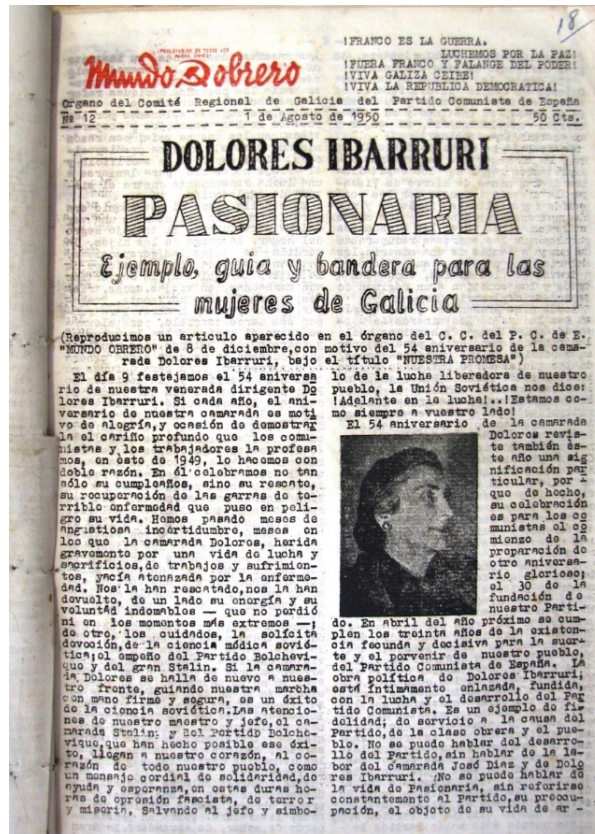 18
¡PROLETARIOS DE TODOS LOS
PAISES UNIOS!
Mundo obrero
!FRANCO ES LA GUERRA.
LUCHEMOS POR LA PAZ!
!FUERA FRANCO Y FALANGE DEL PODER!
!VIVA GALIZA CEIBE!
!VIVA LA REPUBLICA DEMOCRATICA!
Organo del Comité Regional de Galicia del Partido Comunista de España
Nº 12 1 de Agosto de 1950 50 Cts.
DOLORES IBARRURI
PASIONARIA
Ejemplo, guia y bandera para las
mujeres de Galicia
(Reproducimos un articulo aparecido en el órgano del C. C. del P. C. de E.
"MUNDO OBRERO" de 8 de diciembre,con motivo del 54 aniversario de la cama-
rada Dolores Ibarruri, bajo el título "NUESTRA PROMESA")
El día 9 festejamos el 54 aniversa
rio de nuestra venerada dirigente Do
lores Ibarruri. Si cada año, el ani-
versario de nuestra camarada es moti
vo de alegría,y ocasión de demostrar
la el cariño profundo que los comu-
nistas y los trabajadores la profesa
mos, en esto de 1949, lo hacemos con
doble razón. En él celebramos no tan
sólo su cumpleaños, sino su rescate,
su recuperación de las garras de te-
rrible enfermedad que puso en peli-
gro su vida. Hemos pasado meses de
angustiosa incertidumbre, meses en
los que la camarada Dolores, herida
gravemente por una vida de lucha y
sacrificios,de trabajos y sufrimien-
tos, yacía atenazada por la enferme-
dad. Nos la han rescatado,nos la han
devuelto, de un lado su energía y su
voluntad indomables — que no perdió
ni en los momentos más extremos —;
de otro, los cuidados, la solícita
devoción,de la ciencia médica sovié-
tica;el empeño del Partido Bolchevi-
que y del gran Stalin. Si la camara-
da Dolores se halla de nuevo a nues-
tro frente, guiando nuestra marcha
con mano firme y segura, es un éxito
de la ciencia soviética.Las atencio-
nes de nuestro maestro y jefe,el ca-
marada Stalin; y del Partido Bolche-
vique,que han hecho posible ese éxi-
to, llegan a nuestro corazón, al co-
razón de todo nuestro pueblo, como
un mensaje cordial de solidaridad,de
ayuda y esperanza,en estas duras ho-
ras de opresión fascista, de terror
y miseria. Salvando al jefe y simbo-
lo de la lucha liberadora de nuestro
pueblo, la Unión Soviética nos dice:
!Adelante en la lucha!..!Estamos co-
mo siempre a vuestro lado!
El 54 aniversario de la camarada
Dolores revis-
te también es-
te año una sig
nificación par
ticular, por -
que de hecho,
su celebración
es para los co
munistas el co
mienzo de la
preparación de
otro aniversa-
rio glorioso;
el 30 de la
fundación de
nuestro Parti-
do. En abril del año próximo se cum-
plen los treinta años de la existen-
cia fecunda y decisiva para la suer-
te y el porvenir de nuestro pueblo,
del Partido Comunista de España. La
obra política de Dolores Ibarruri;
está íntimamente enlazada, fundida,
con la lucha y el desarrollo del Par
tido Comunista. Es un ejemplo de fi-
delidad; de servicio a la causa del
Partido,de la clase obrera y el pue-
blo. No se puede hablar del desarro-
llo del Partido,sin hablar de la la-
bor del camarada José Diaz y de Dolo
res Ibarruri. No se puede hablar de
la vida de Pasionaria, sin referirse
constantemente al Partido,su preocu-
pación, el objeto de su vida de ar -